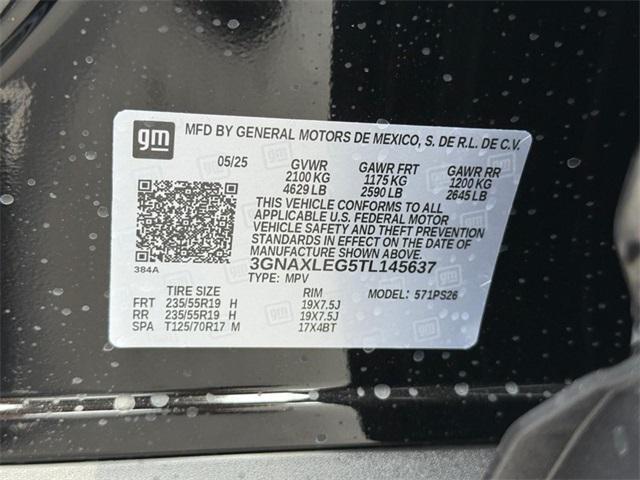 gm MFD BY GENERAL MOTORS DE MEXICO, S. DE R.L. DE C.V.
05/25 GVWR GAWR FRT GAWR RR
2100 KG 1175 KG 1200 KG
4629 LB 2590 LB 2645 LB
THIS VEHICLE CONFORMS TO ALL
APPLICABLE U.S. FEDERAL MOTOR
VEHICLE SAFETY AND THEFT PREVENTION
STANDARDS IN EFFECT ON THE DATE OF
MANUFACTURE SHOWN ABOVE.
384A 3GNAXLEG5TL145637
TYPE: MPV
TIRE SIZE RIM MODEL: 571PS26
FRT 235/55R19 H 19X7.5J
RR 235/55R19 H 19X7.5J
SPA T125/70R17 M 17X4BT